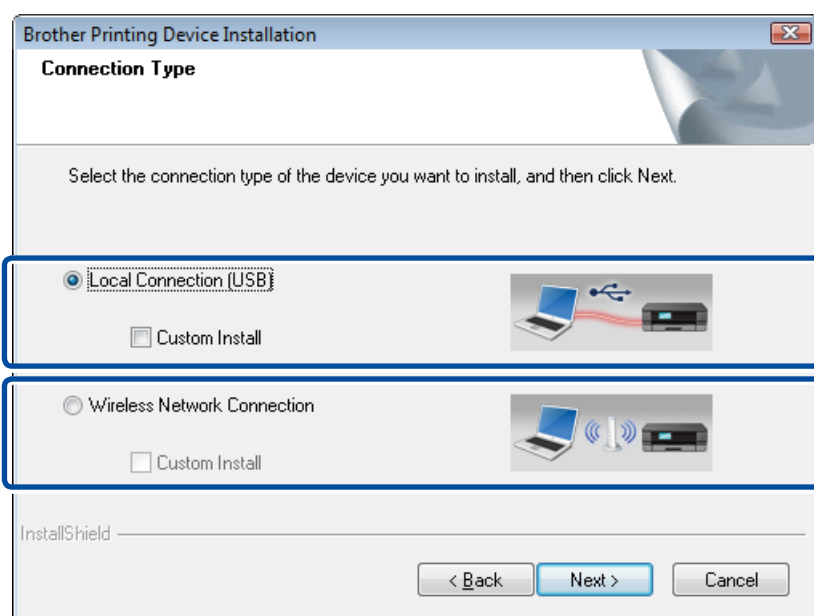 Brother Printing Device Installation
Connection Type
Select the connection type of the device you want to install, and then click Next.
Local Connection (USB)
Custom Install
Wireless Network Connection
Custom Install
InstallShield
< Back Next > Cancel